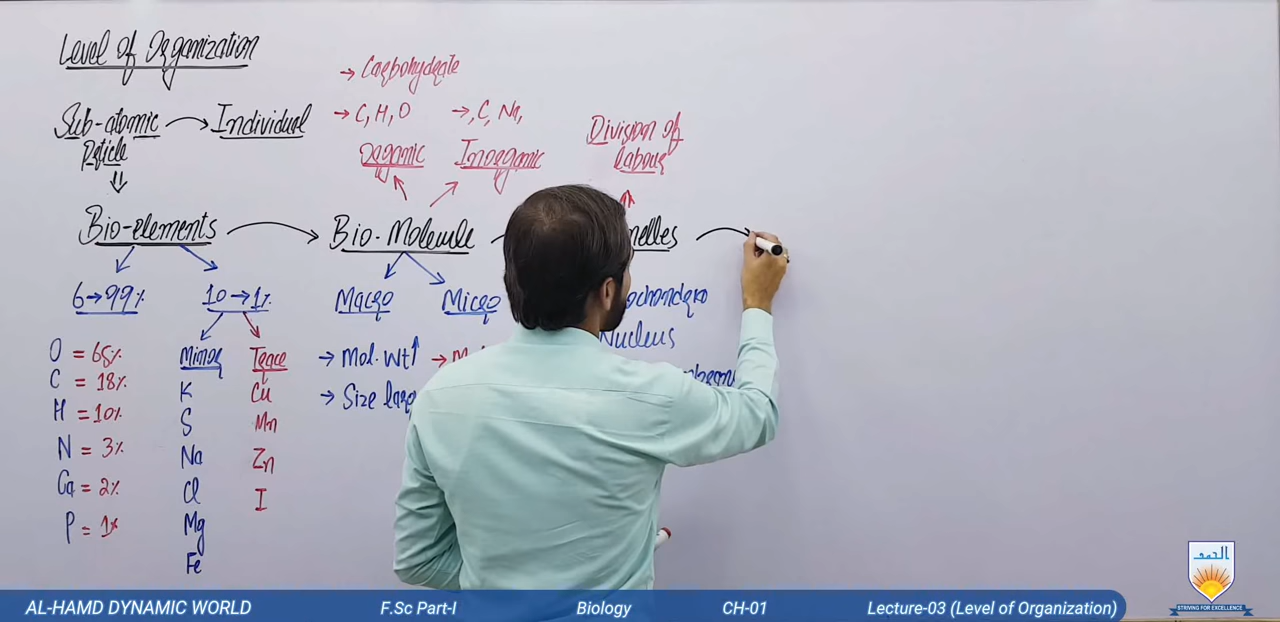 Level of Organization
Sub-atomic → Individual
Paticle
⇓
→ Carbohydrate
→ C, H, O → , C, Na,
Organic Inorganic
Division of
labour
Bio-elements Bio-Molecule
6 → 99% 10 → 1%
Macro Micro
O = 65%
C = 18%
H = 10%
N = 3%
Ca = 2%
P = 1%
Minor
K
S
Na
Cl
Mg
Fe
Trace
Cu
Mn
Zn
I
→ Mol. Wt ↑
→ Size
Nucleus
الحمد
STRIVING FOR EXCELLENCE
AL-HAMD DYNAMIC WORLD F.Sc Part-I Biology CH-01 Lecture-03 (Level of Organization)